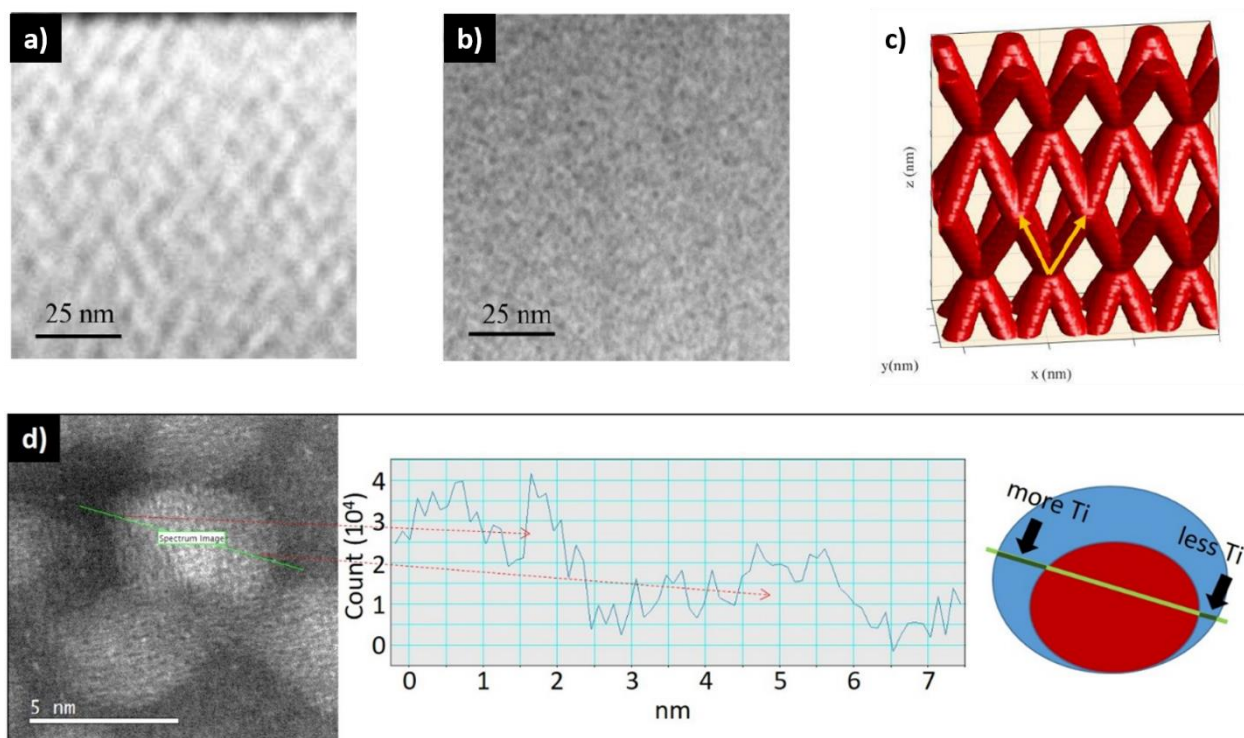 a)
25 nm
b)
25 nm
c)
z (nm)
y(nm)
x (nm)
d)
Spectrum Image
5 nm
Count (10⁴)
4
3
2
1
0
0 1 2 3 4 5 6 7
nm
more Ti
less Ti